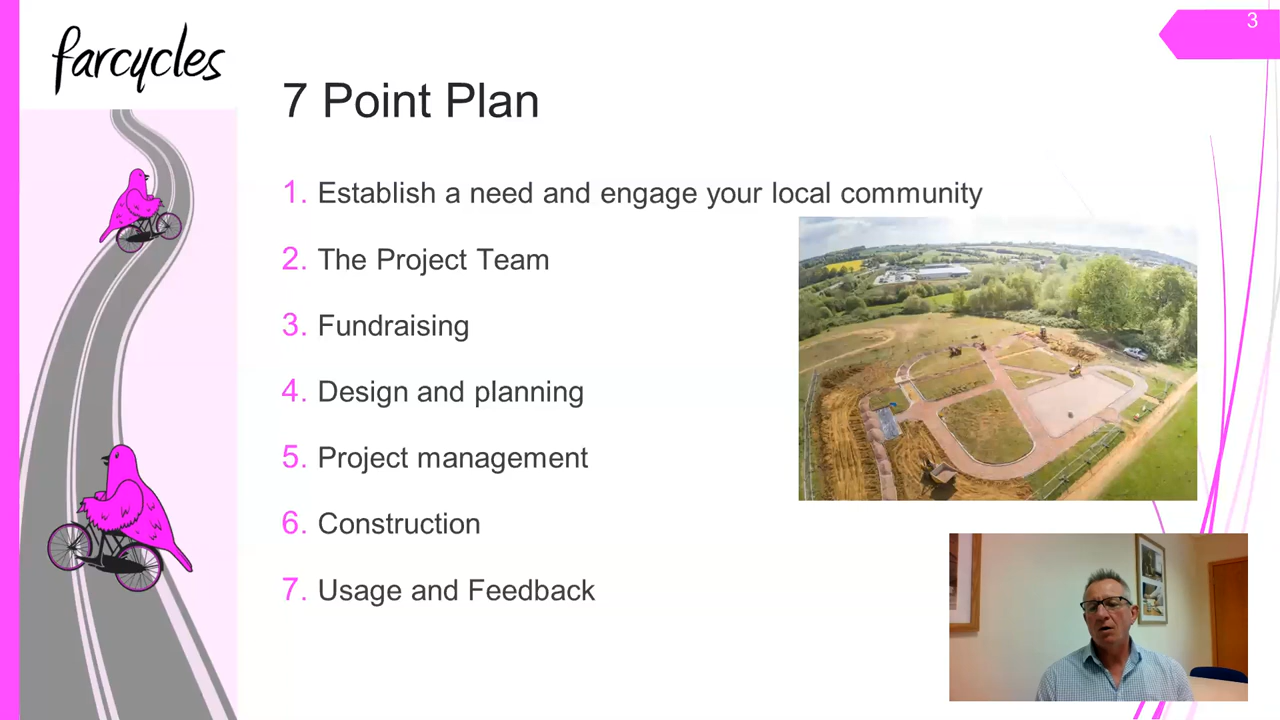 farcycles
3
7 Point Plan
1. Establish a need and engage your local community
2. The Project Team
3. Fundraising
4. Design and planning
5. Project management
6. Construction
7. Usage and Feedback